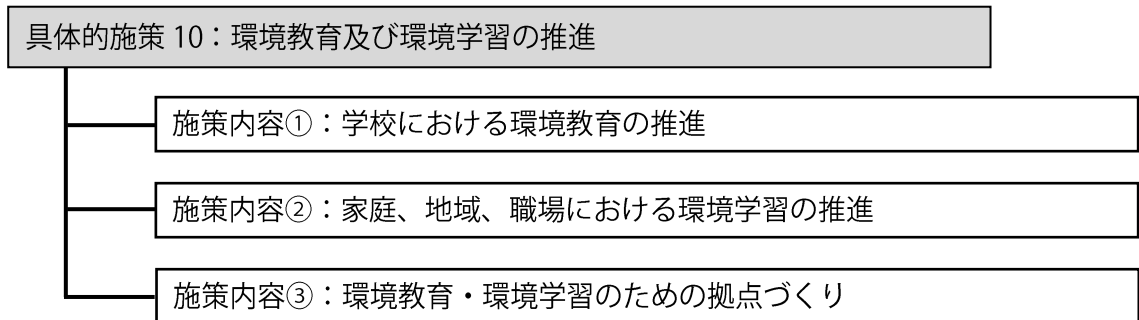 具体的施策 10：環境教育及び環境学習の推進
施策内容①：学校における環境教育の推進
施策内容②：家庭、地域、職場における環境学習の推進
施策内容③：環境教育・環境学習のための拠点づくり